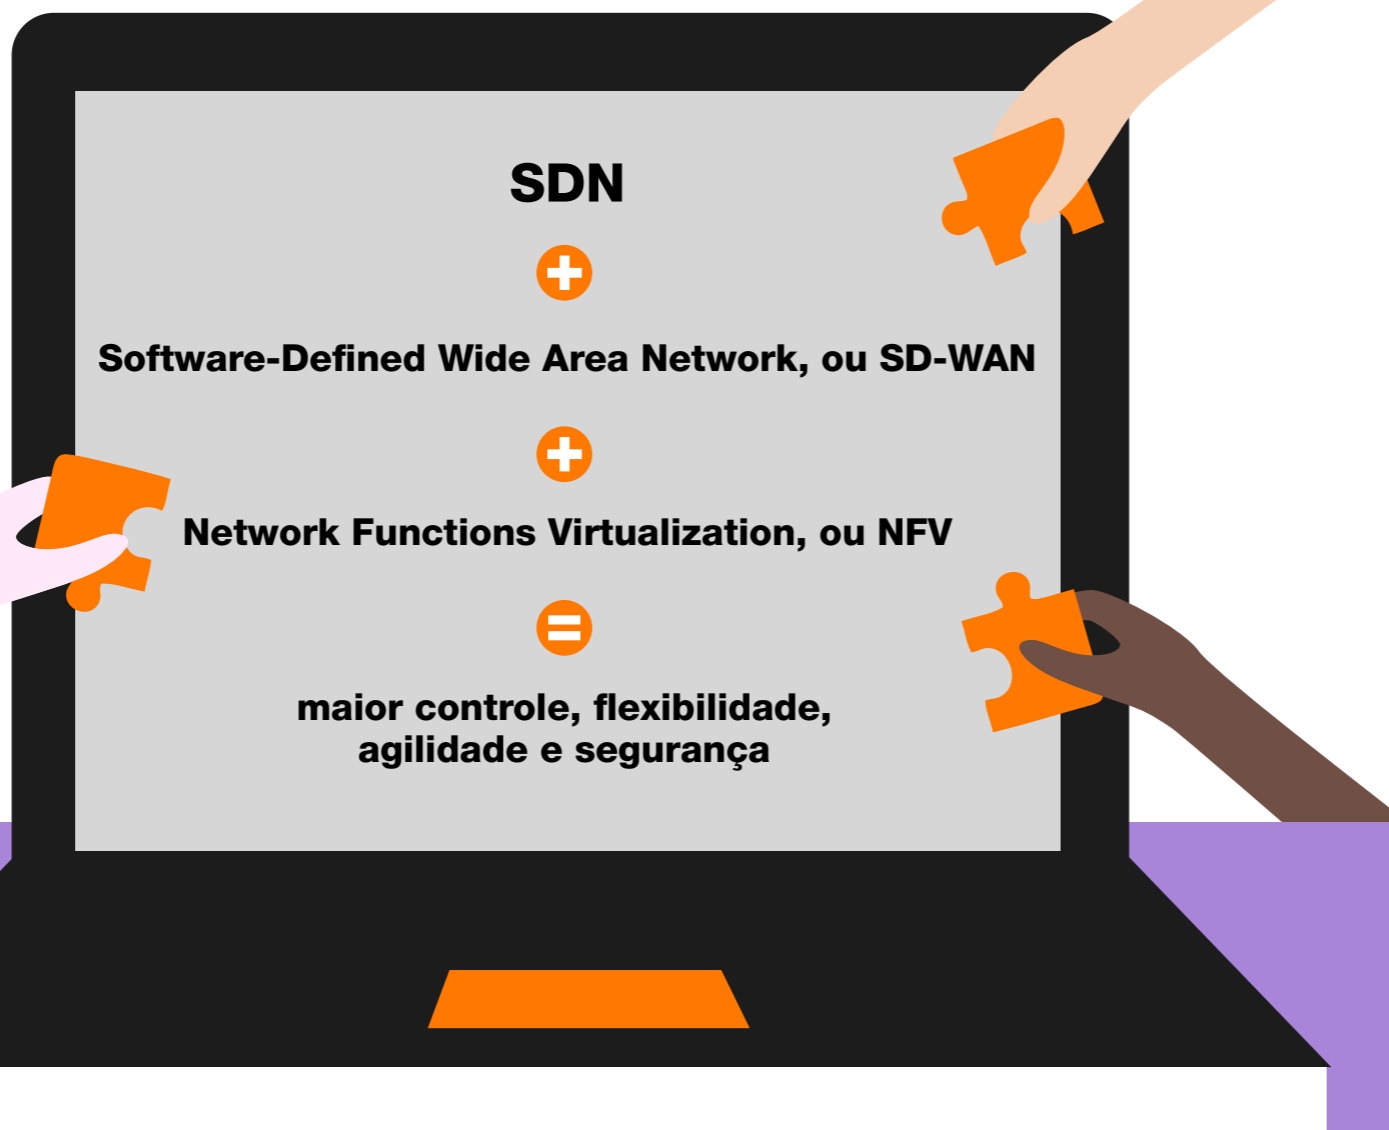 SDN
+
Software-Defined Wide Area Network, ou SD-WAN
+
Network Functions Virtualization, ou NFV
=
maior controle, flexibilidade,
agilidade e segurança